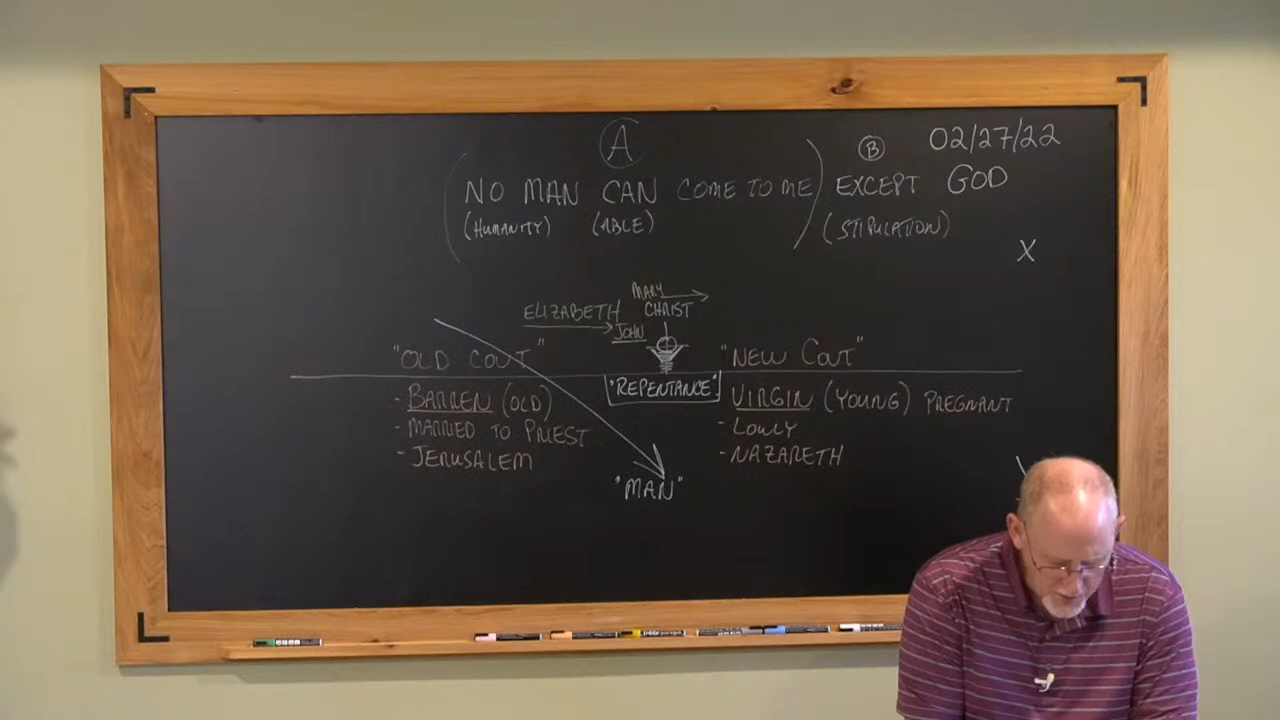 A
B
02/27/22
(NO MAN CAN COME TO ME) EXCEPT GOD
(HUMANITY) (ABLE) (STIPULATION)
X
MARY
ELIZABETH CHRIST
JOHN
"OLD COVT" "NEW COVT"
"REPENTANCE"
- BARREN (OLD) VIRGIN (YOUNG) PREGNANT
- MARRIED TO PRIEST - LOWLY
- JERUSALEM - NAZARETH
"MAN"